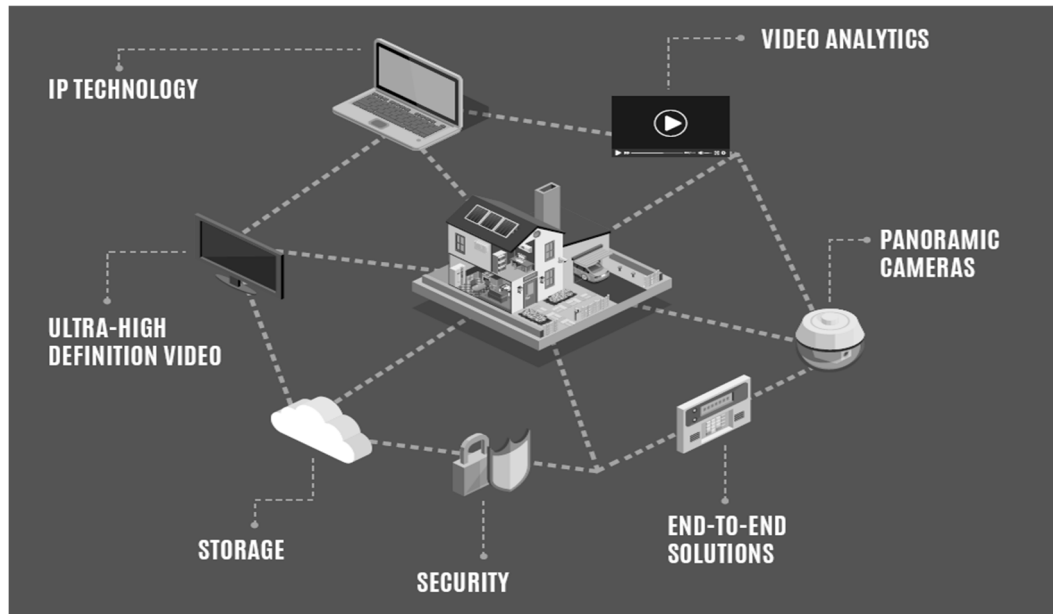 VIDEO ANALYTICS
IP TECHNOLOGY
PANORAMIC
CAMERAS
ULTRA-HIGH
DEFINITION VIDEO
END-TO-END
SOLUTIONS
STORAGE
SECURITY